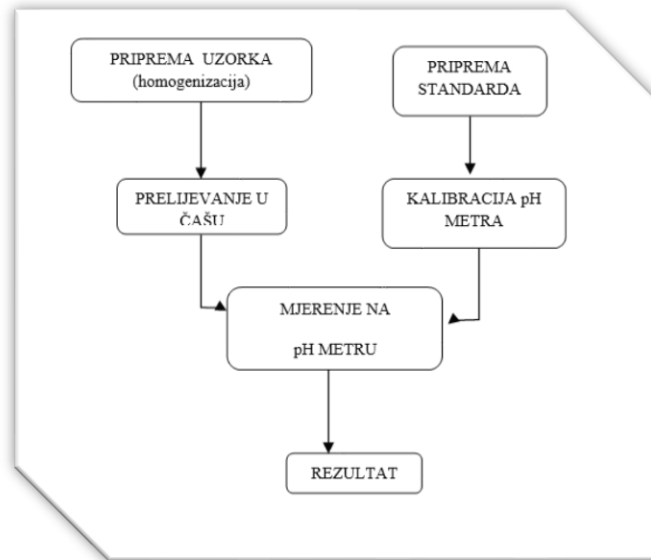 PRIPREMA UZORKA
(homogenizacija)
PRIPREMA
STANDARDA
PRELIJEVANJE U
ČAŠU
KALIBRACIJA pH
METRA
MJERENJE NA
pH METRU
REZULTAT